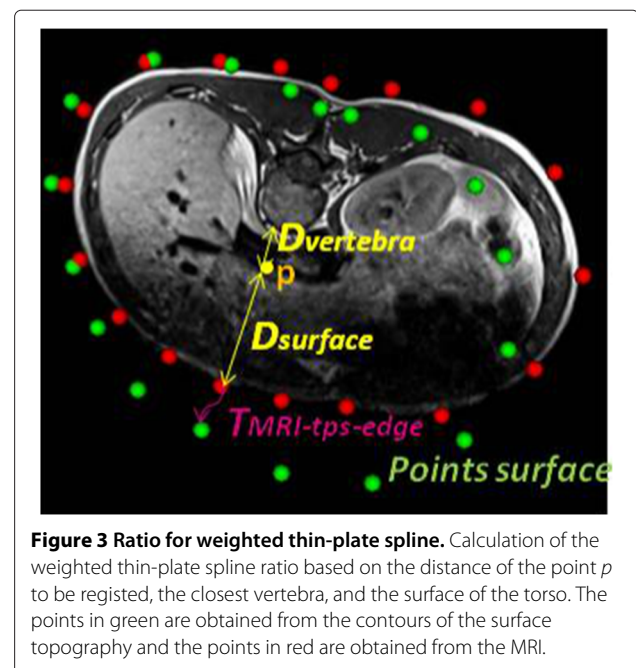 Dvertebra
p
Dsurface
TMRI-tps-edge
Points surface
Figure 3 Ratio for weighted thin-plate spline. Calculation of the
weighted thin-plate spline ratio based on the distance of the point p
to be registed, the closest vertebra, and the surface of the torso. The
points in green are obtained from the contours of the surface
topography and the points in red are obtained from the MRI.